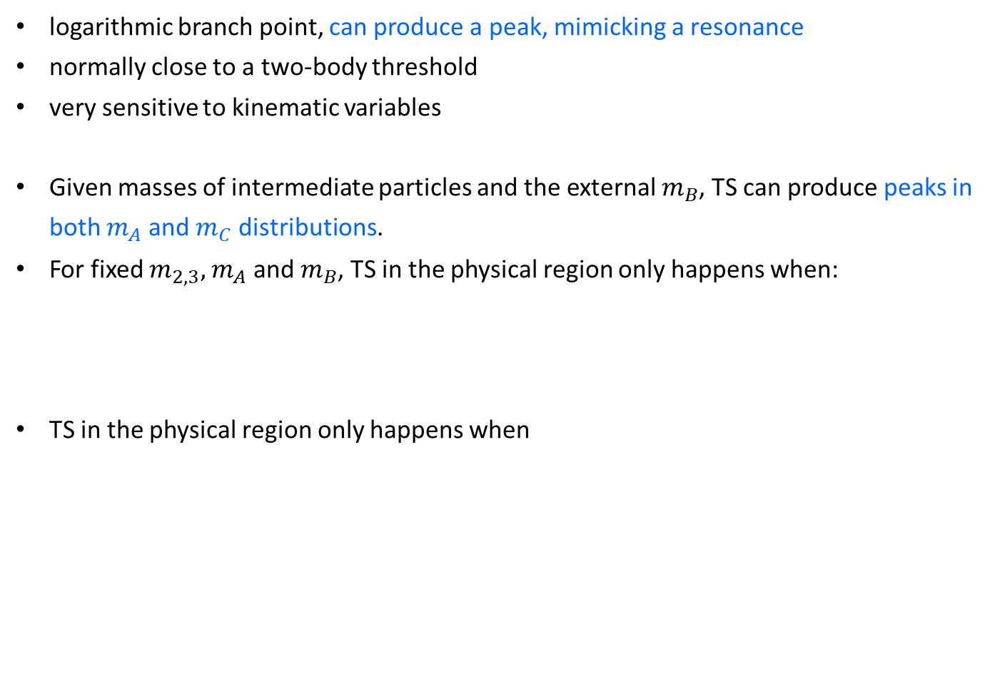 • logarithmic branch point, can produce a peak, mimicking a resonance
• normally close to a two-body threshold
• very sensitive to kinematic variables
• Given masses of intermediate particles and the external $m_B$, TS can produce peaks in
both $m_A$ and $m_C$ distributions.
• For fixed $m_{2,3}, m_A$ and $m_B$, TS in the physical region only happens when:
• TS in the physical region only happens when